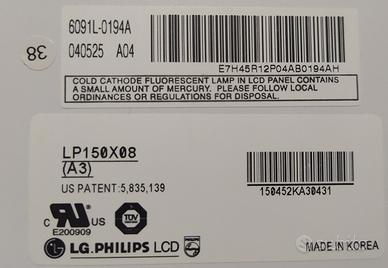 6091L-0194A
040525 A04
38
E7H45R12P04AB0194AH
COLD CATHODE FLUORESCENT LAMP IN LCD PANEL CONTAINS
A SMALL AMOUNT OF MERCURY. PLEASE FOLLOW LOCAL
ORDINANCES OR REGULATIONS FOR DISPOSAL.
LP150X08
(A3)
US PATENT:5,835,139
150452KA30431
C US
E200909
TÜV
LG.PHILIPS LCD
PHILIPS
MADE IN KOREA